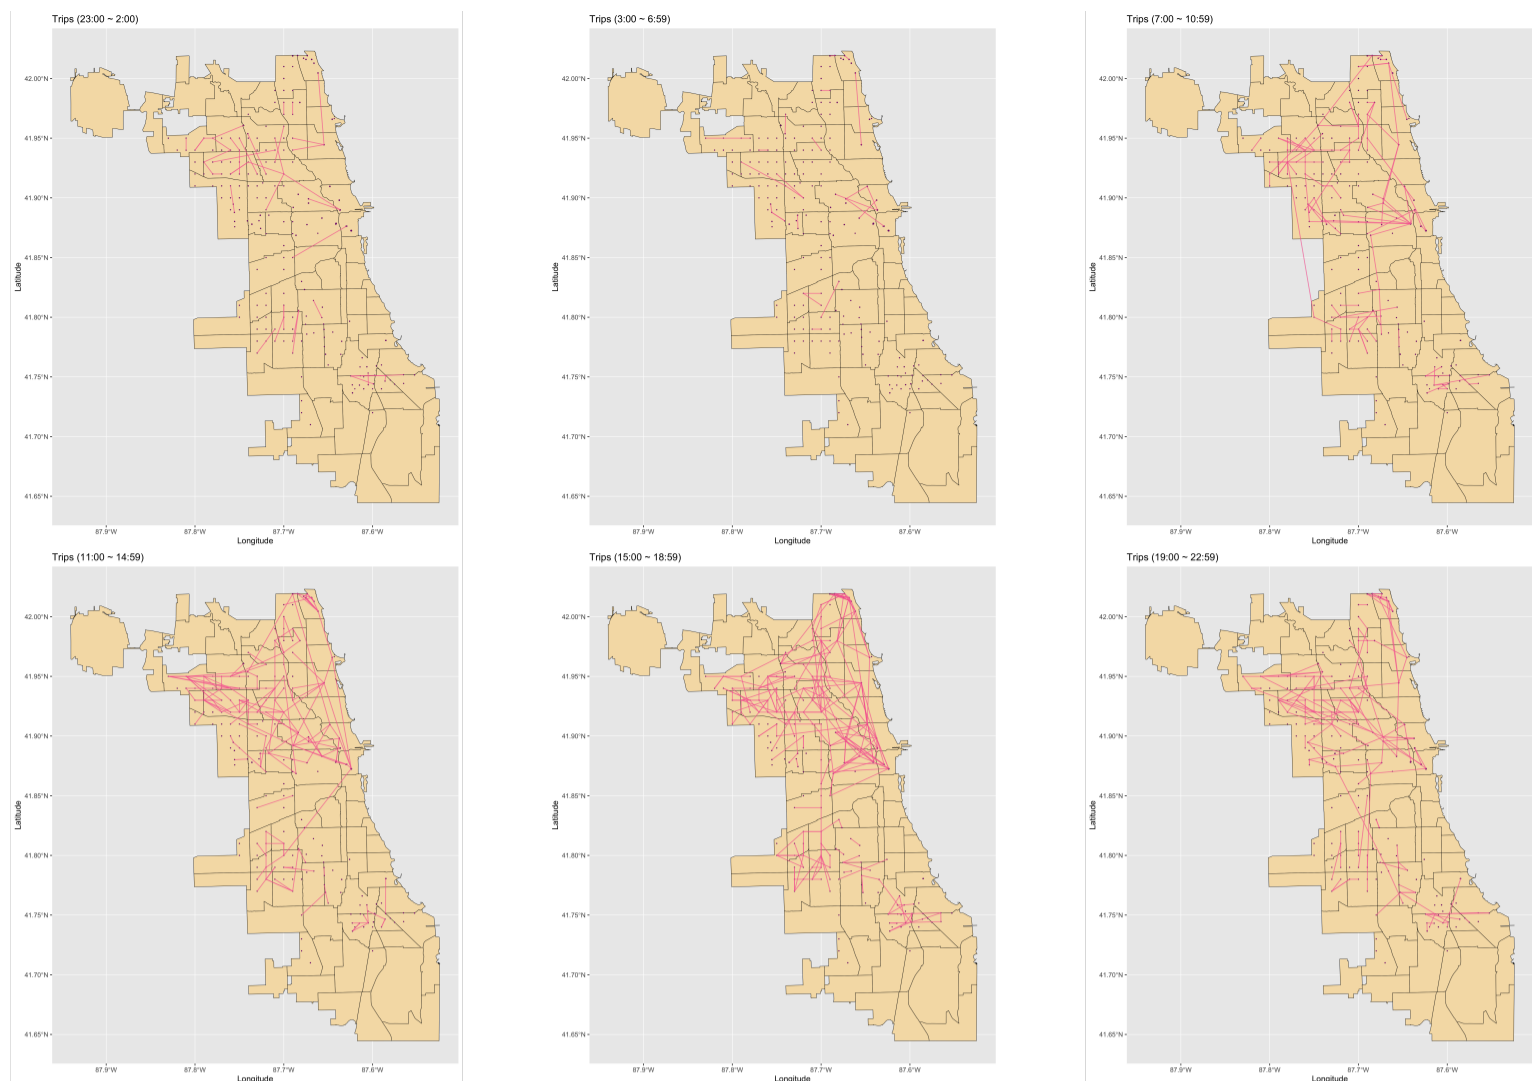 Trips (23:00 ~ 2:00)
42.00°N
41.95°N
41.90°N
41.85°N
41.80°N
41.75°N
41.70°N
41.65°N
Latitude
87.9°W 87.8°W 87.7°W 87.6°W
Longitude
Trips (3:00 ~ 6:59)
42.00°N
41.95°N
41.90°N
41.85°N
41.80°N
41.75°N
41.70°N
41.65°N
Latitude
87.9°W 87.8°W 87.7°W 87.6°W
Longitude
Trips (7:00 ~ 10:59)
42.00°N
41.95°N
41.90°N
41.85°N
41.80°N
41.75°N
41.70°N
41.65°N
Latitude
87.9°W 87.8°W 87.7°W 87.6°W
Longitude
Trips (11:00 ~ 14:59)
42.00°N
41.95°N
41.90°N
41.85°N
41.80°N
41.75°N
41.70°N
41.65°N
Latitude
87.9°W 87.8°W 87.7°W 87.6°W
Longitude
Trips (15:00 ~ 18:59)
42.00°N
41.95°N
41.90°N
41.85°N
41.80°N
41.75°N
41.70°N
41.65°N
Latitude
87.9°W 87.8°W 87.7°W 87.6°W
Longitude
Trips (19:00 ~ 22:59)
42.00°N
41.95°N
41.90°N
41.85°N
41.80°N
41.75°N
41.70°N
41.65°N
Latitude
87.9°W 87.8°W 87.7°W 87.6°W
Longitude